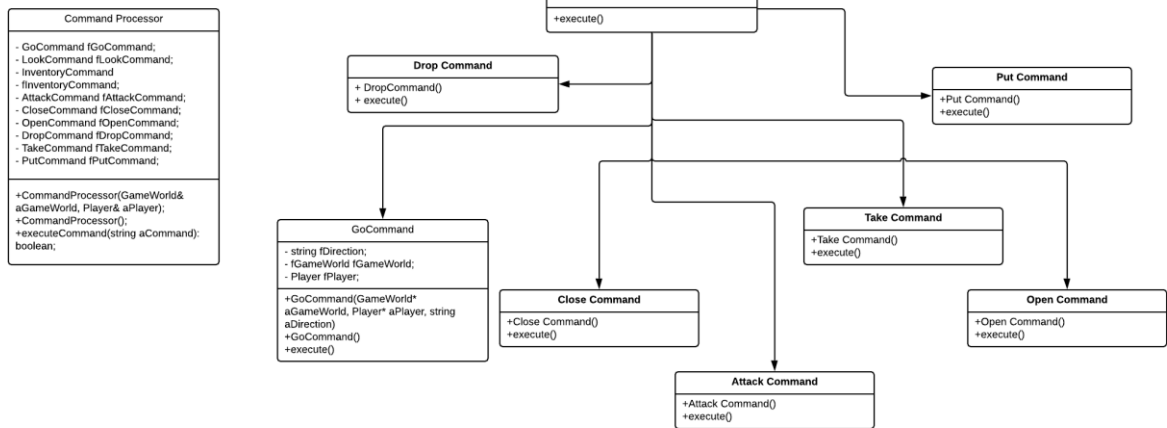 Command Processor
- GoCommand fGoCommand;
- LookCommand fLookCommand;
- InventoryCommand
- fInventoryCommand;
- AttackCommand fAttackCommand;
- CloseCommand fCloseCommand;
- OpenCommand fOpenCommand;
- DropCommand fDropCommand;
- TakeCommand fTakeCommand;
- PutCommand fPutCommand;
+CommandProcessor(GameWorld&
aGameWorld, Player& aPlayer);
+CommandProcessor();
+executeCommand(string aCommand):
boolean;
+execute()
Drop Command
+ DropCommand()
+ execute()
Put Command
+Put Command()
+execute()
GoCommand
- string fDirection;
- fGameWorld fGameWorld;
- Player fPlayer;
+GoCommand(GameWorld*
aGameWorld, Player* aPlayer, string
aDirection)
+GoCommand()
+execute()
Take Command
+Take Command()
+execute()
Close Command
+Close Command()
+execute()
Open Command
+Open Command()
+execute()
Attack Command
+Attack Command()
+execute()